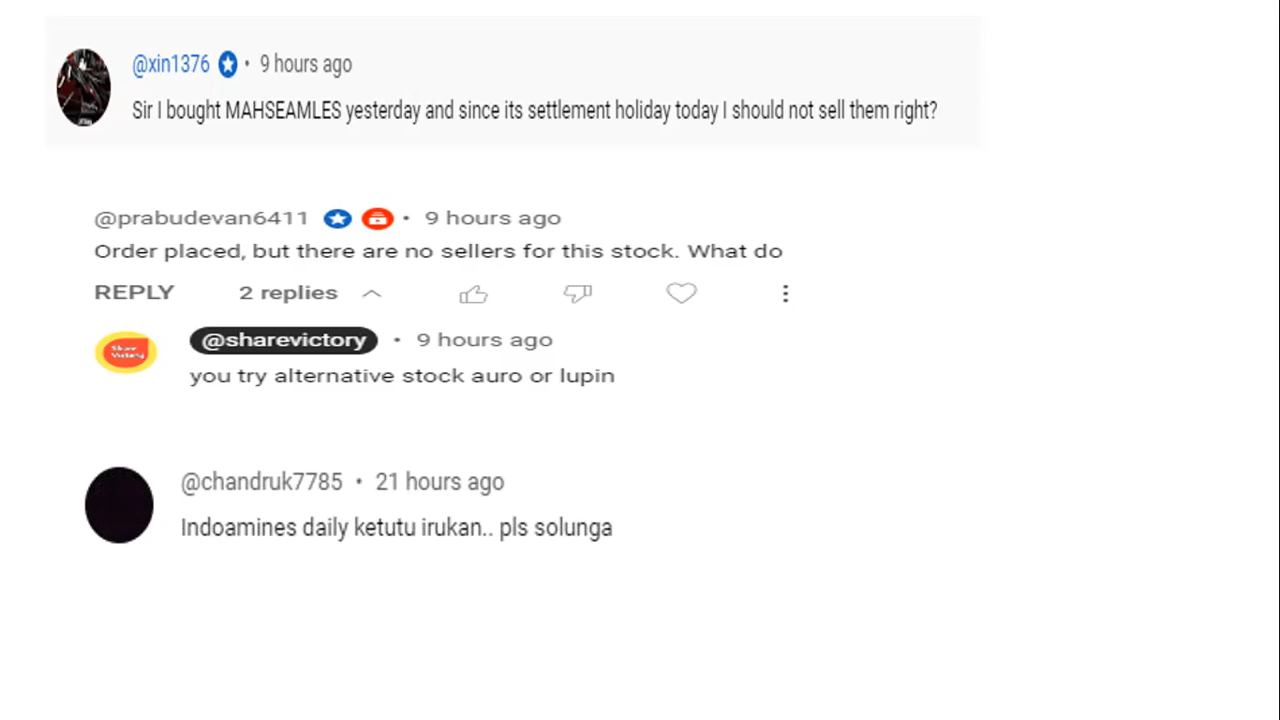 @xin1376 • 9 hours ago
Sir I bought MAHSEAMLES yesterday and since its settlement holiday today I should not sell them right?
@prabudevan6411 • 9 hours ago
Order placed, but there are no sellers for this stock. What do
REPLY 2 replies
Share
Victory
@sharevictory • 9 hours ago
you try alternative stock auro or lupin
@chandruk7785 • 21 hours ago
Indoamines daily ketutu irukan.. pls solunga